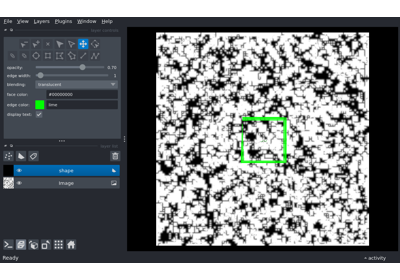 File View Layers Plugins Window Help
layer controls
opacity: 0.70
edge width: 1
blending: translucent
face color: #00000000
edge color: lime
display text: ✓
layer list
shape
image
Ready activity